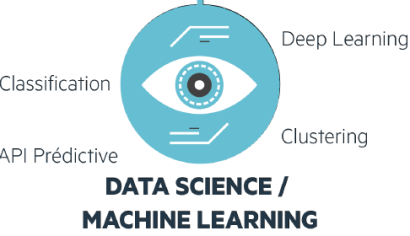 Deep Learning
Classification
Clustering
API Prédictive
DATA SCIENCE /
MACHINE LEARNING